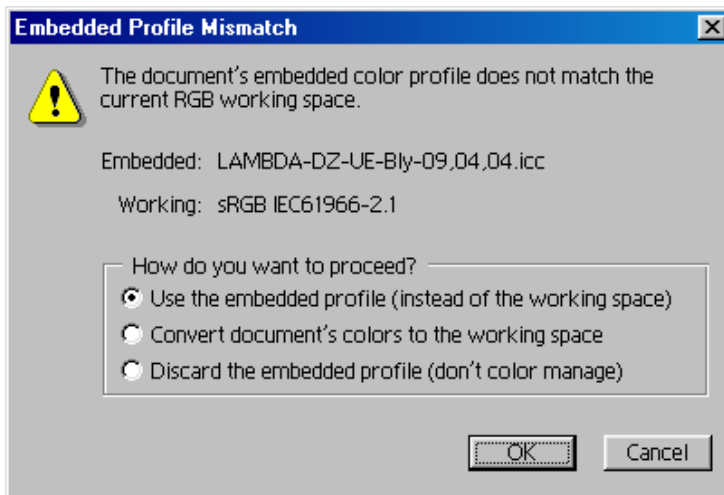 Embedded Profile Mismatch
The document's embedded color profile does not match the
current RGB working space.
Embedded: LAMBDA-DZ-UE-Bly-09,04,04.icc
Working: sRGB IEC61966-2.1
How do you want to proceed?
Use the embedded profile (instead of the working space)
Convert document's colors to the working space
Discard the embedded profile (don't color manage)
OK Cancel